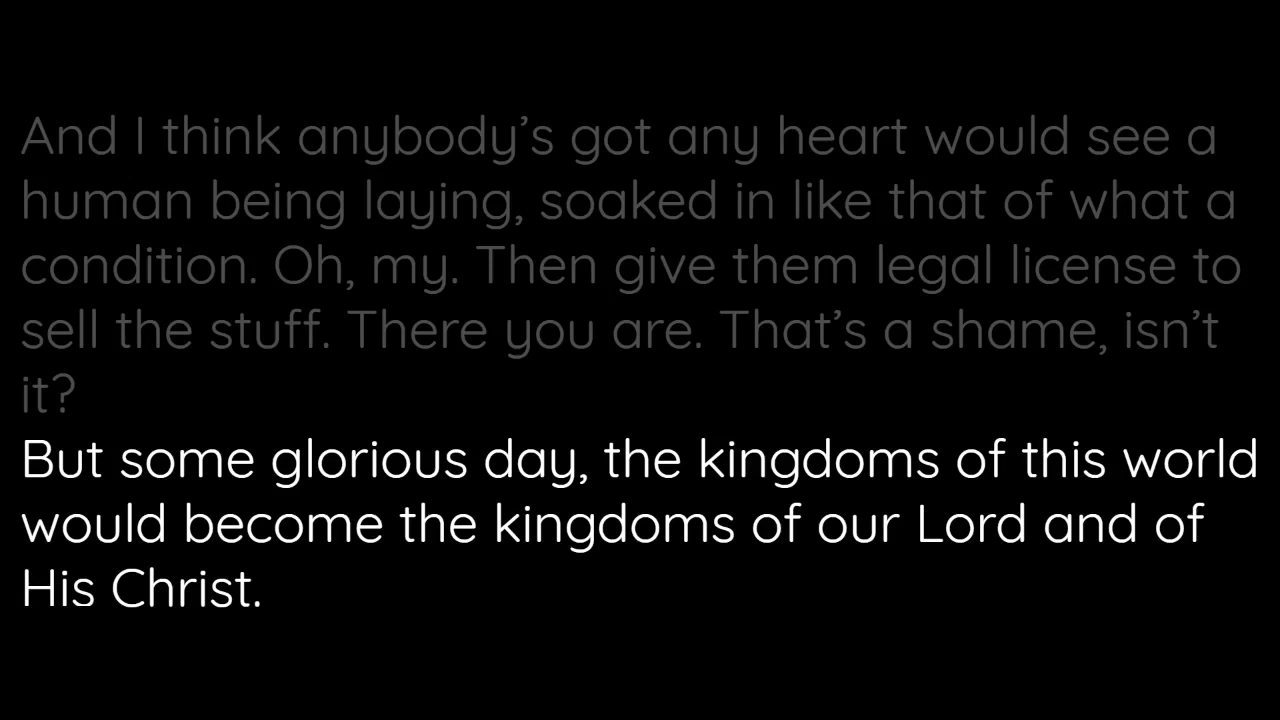 And I think anybody’s got any heart would see a
human being laying, soaked in like that of what a
condition. Oh, my. Then give them legal license to
sell the stuff. There you are. That’s a shame, isn’t
it?
But some glorious day, the kingdoms of this world
would become the kingdoms of our Lord and of
His Christ.